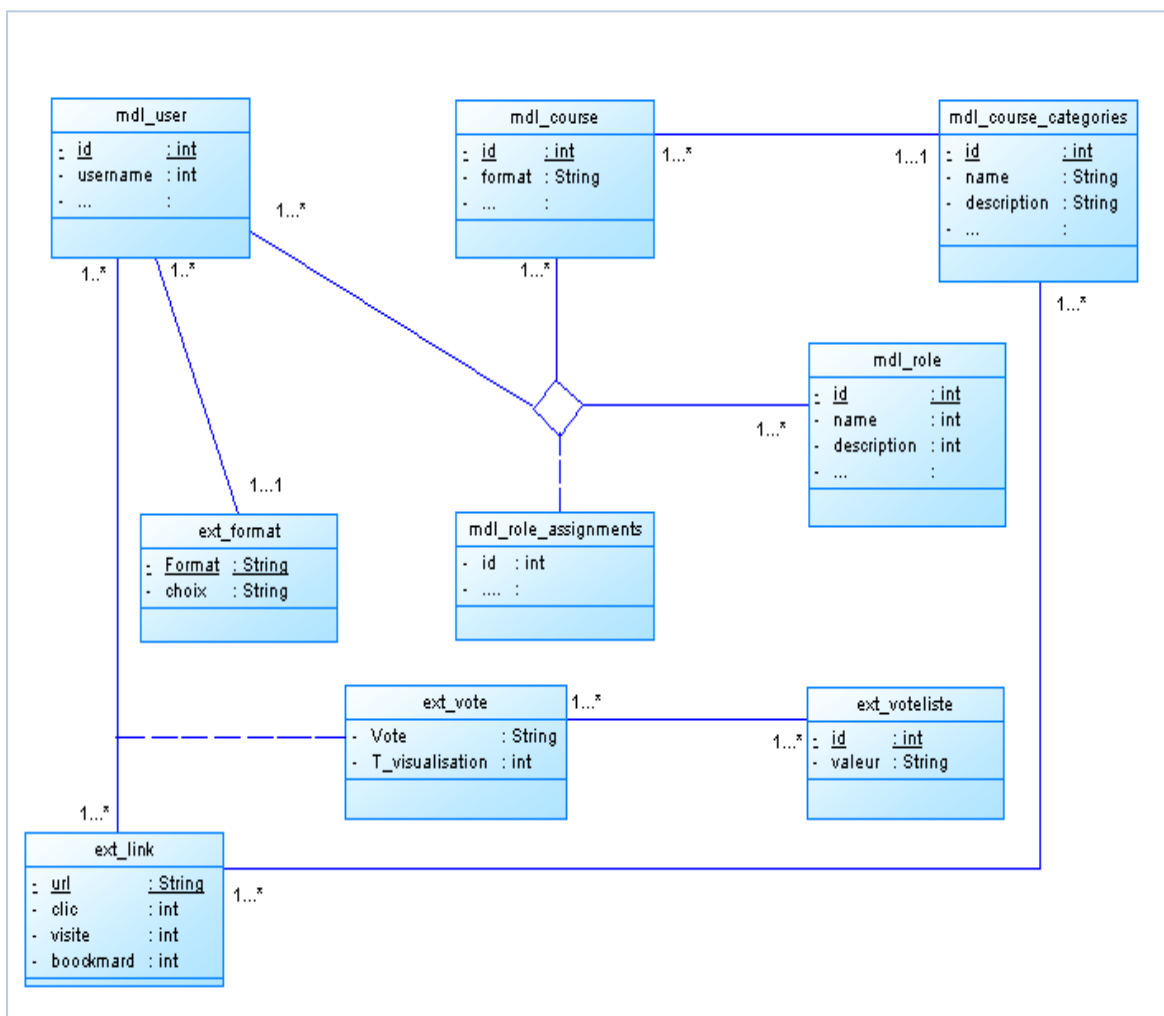 mdl_user
- id : int
- username : int
- ... :
1...*
1..*
1..*
mdl_course
- id : int
- format : String
- ... :
1...*
1...*
1...1
mdl_course_categories
- id : int
- name : String
- description : String
- ... :
1...*
mdl_role
- id : int
- name : int
- description : int
- ... :
1...*
1...1
ext_format
- Format : String
- choix : String
mdl_role_assignments
- id : int
- .... :
ext_vote
- Vote : String
- T_visualisation : int
1...*
1...*
ext_voteliste
- id : int
- valeur : String
1...*
ext_link
- url : String
- clic : int
- visite : int
- boockmard : int
1...*